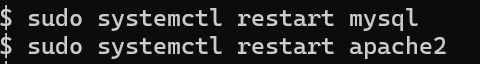 $ sudo systemctl restart mysql
$ sudo systemctl restart apache2